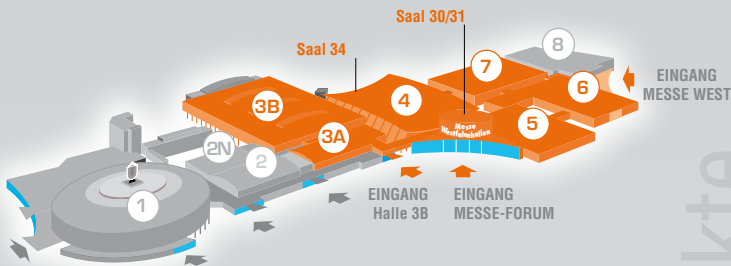 Saal 30/31
Saal 34
8
7
EINGANG
MESSE WEST
6
4
3B
5
Messe
Westfalenhallen
3A
2N
2
EINGANG
Halle 3B
EINGANG
MESSE-FORUM
1
kte